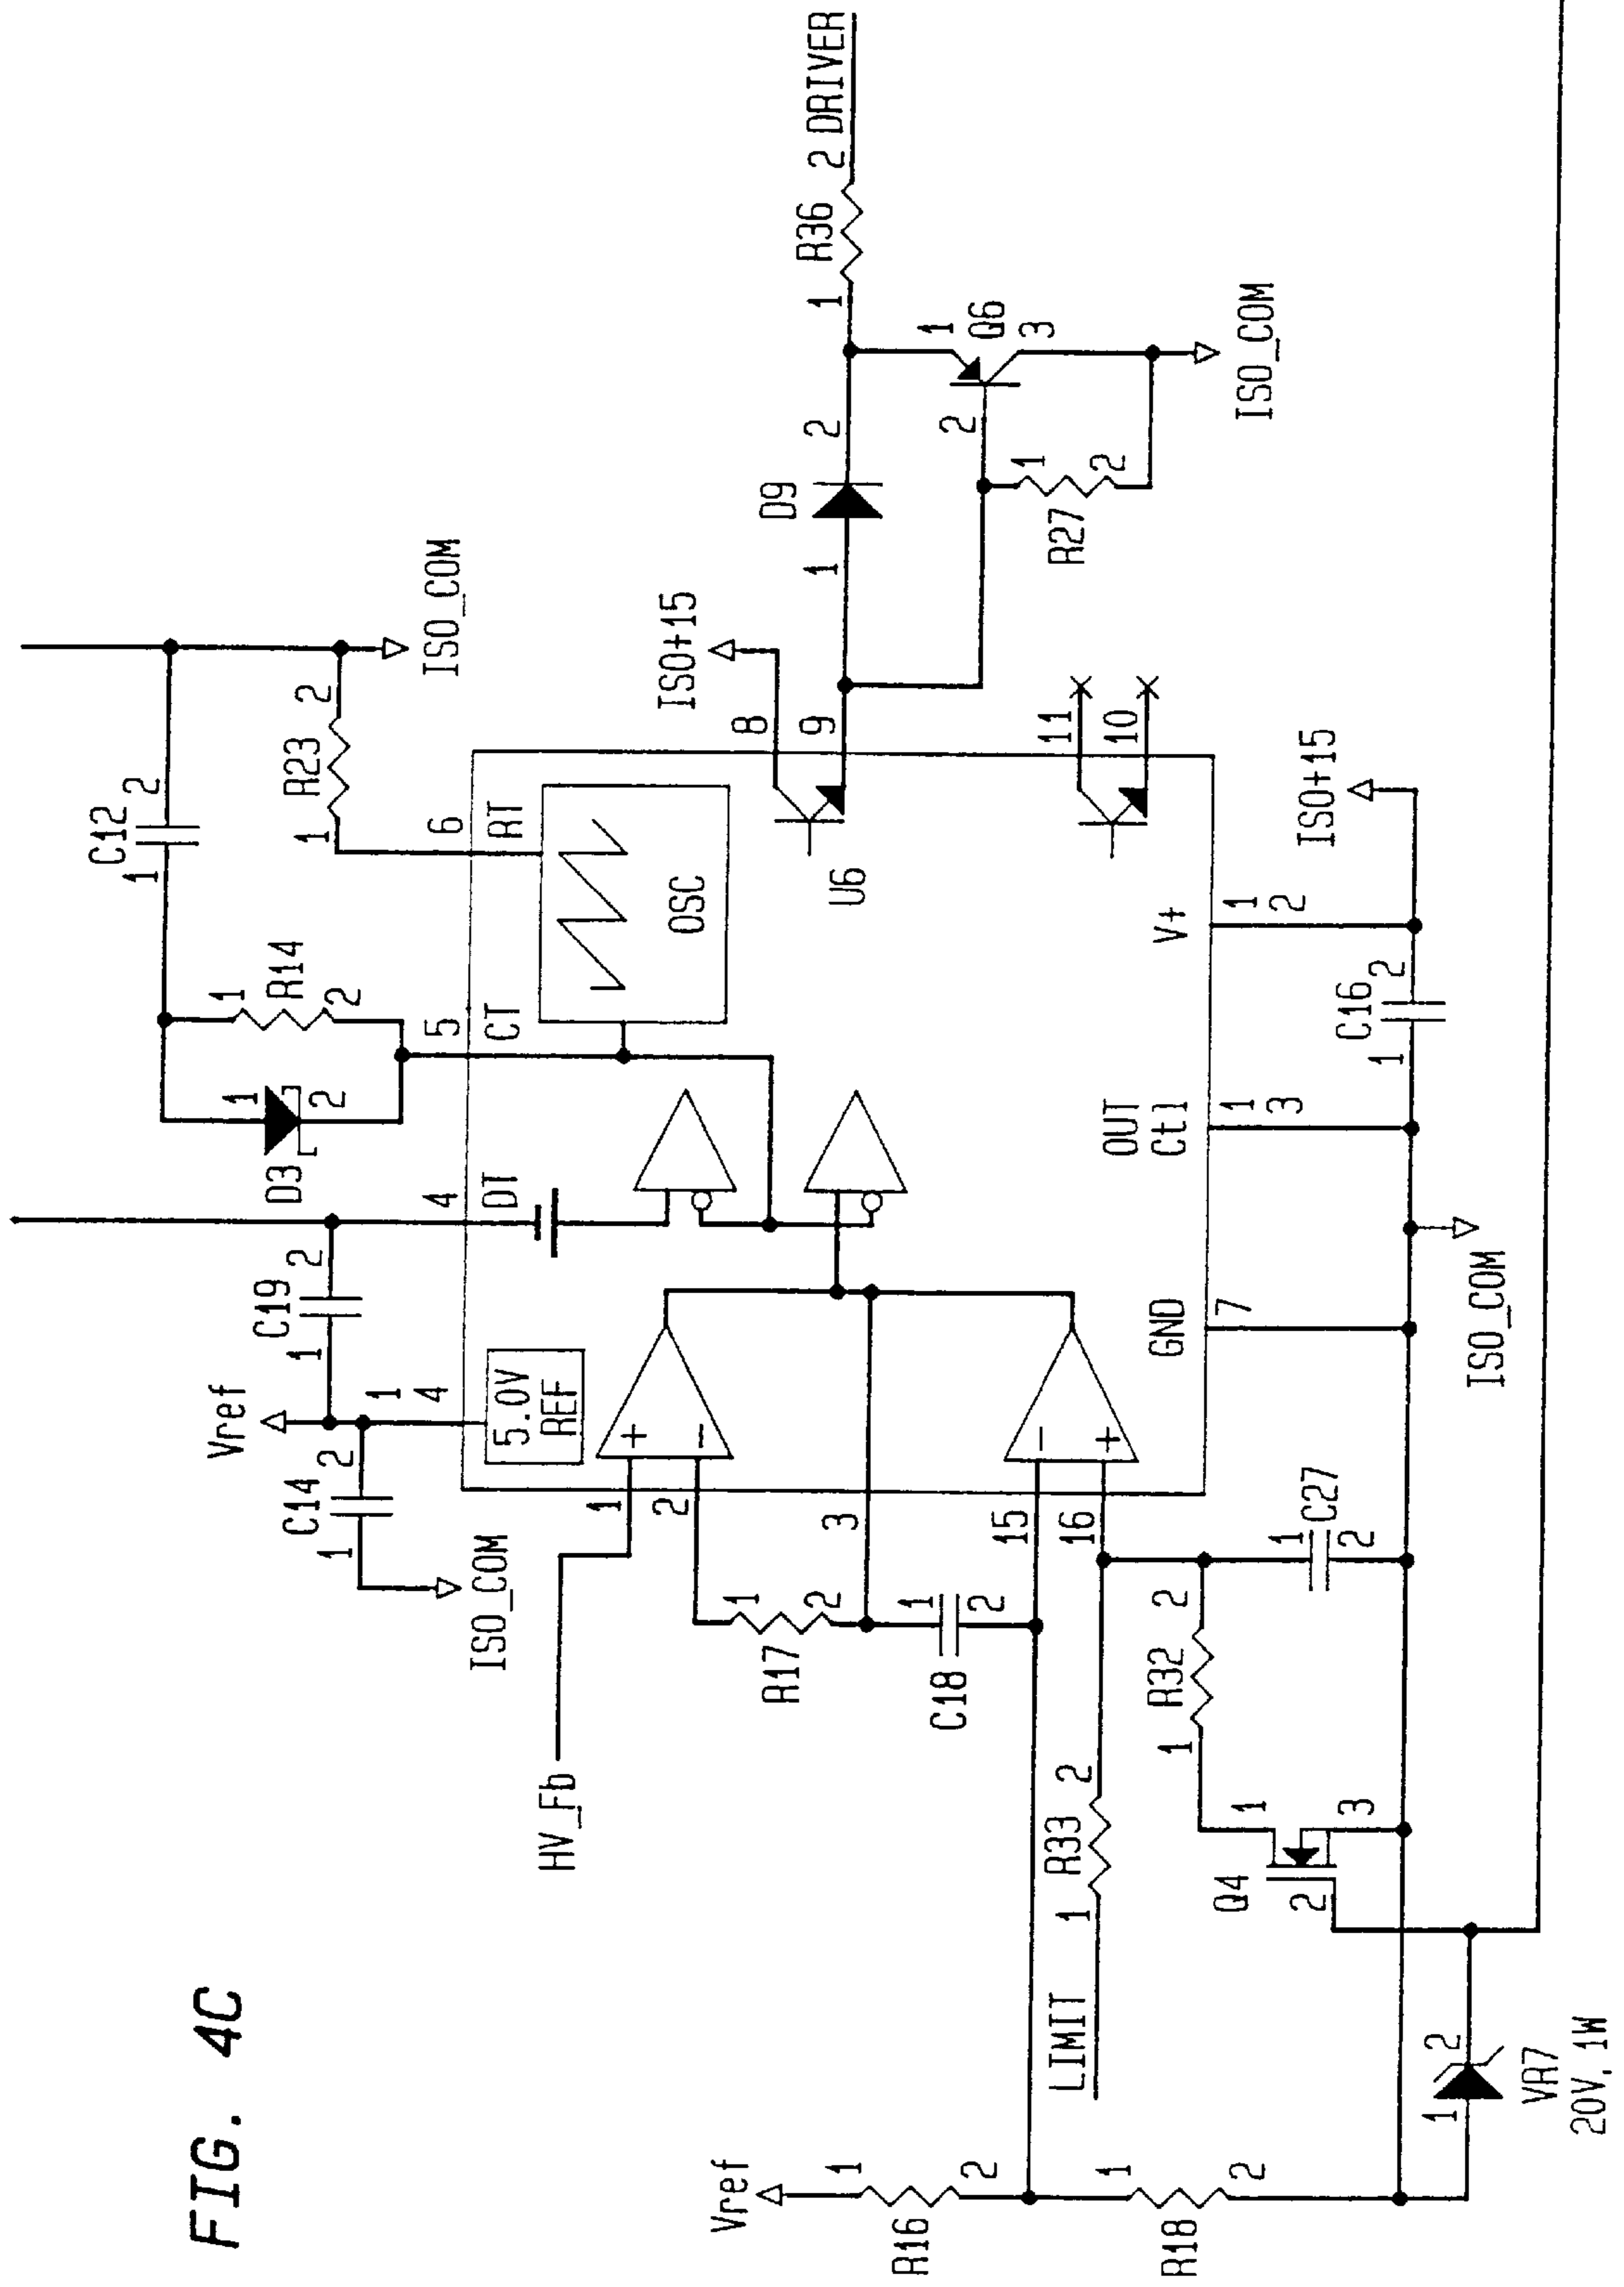 FIG. 4C
Vref
C14
1
2
ISO_COM
C19
1
2
1
4
5.0V
REF
4
DT
D3
1
2
R14
1
2
5
CT
C12
1
2
R23
1
2
6
RT
ISO_COM
OSC
HV_Fb
1
2
3
15
16
+
-
-
+
R17
1
2
C18
1
2
U6
ISO+15
8
9
11
10
D9
1
2
R36
1
2
DRIVER
Q6
1
2
3
R27
1
2
ISO_COM
Vref
R16
1
2
R18
1
2
LIMIT
R33
1
2
R32
1
2
C27
1
2
Q4
1
2
3
VR7
20V, 1W
1
2
GND
7
OUT
Ctl
1
3
V+
1
2
C16
1
2
ISO_COM
ISO+15